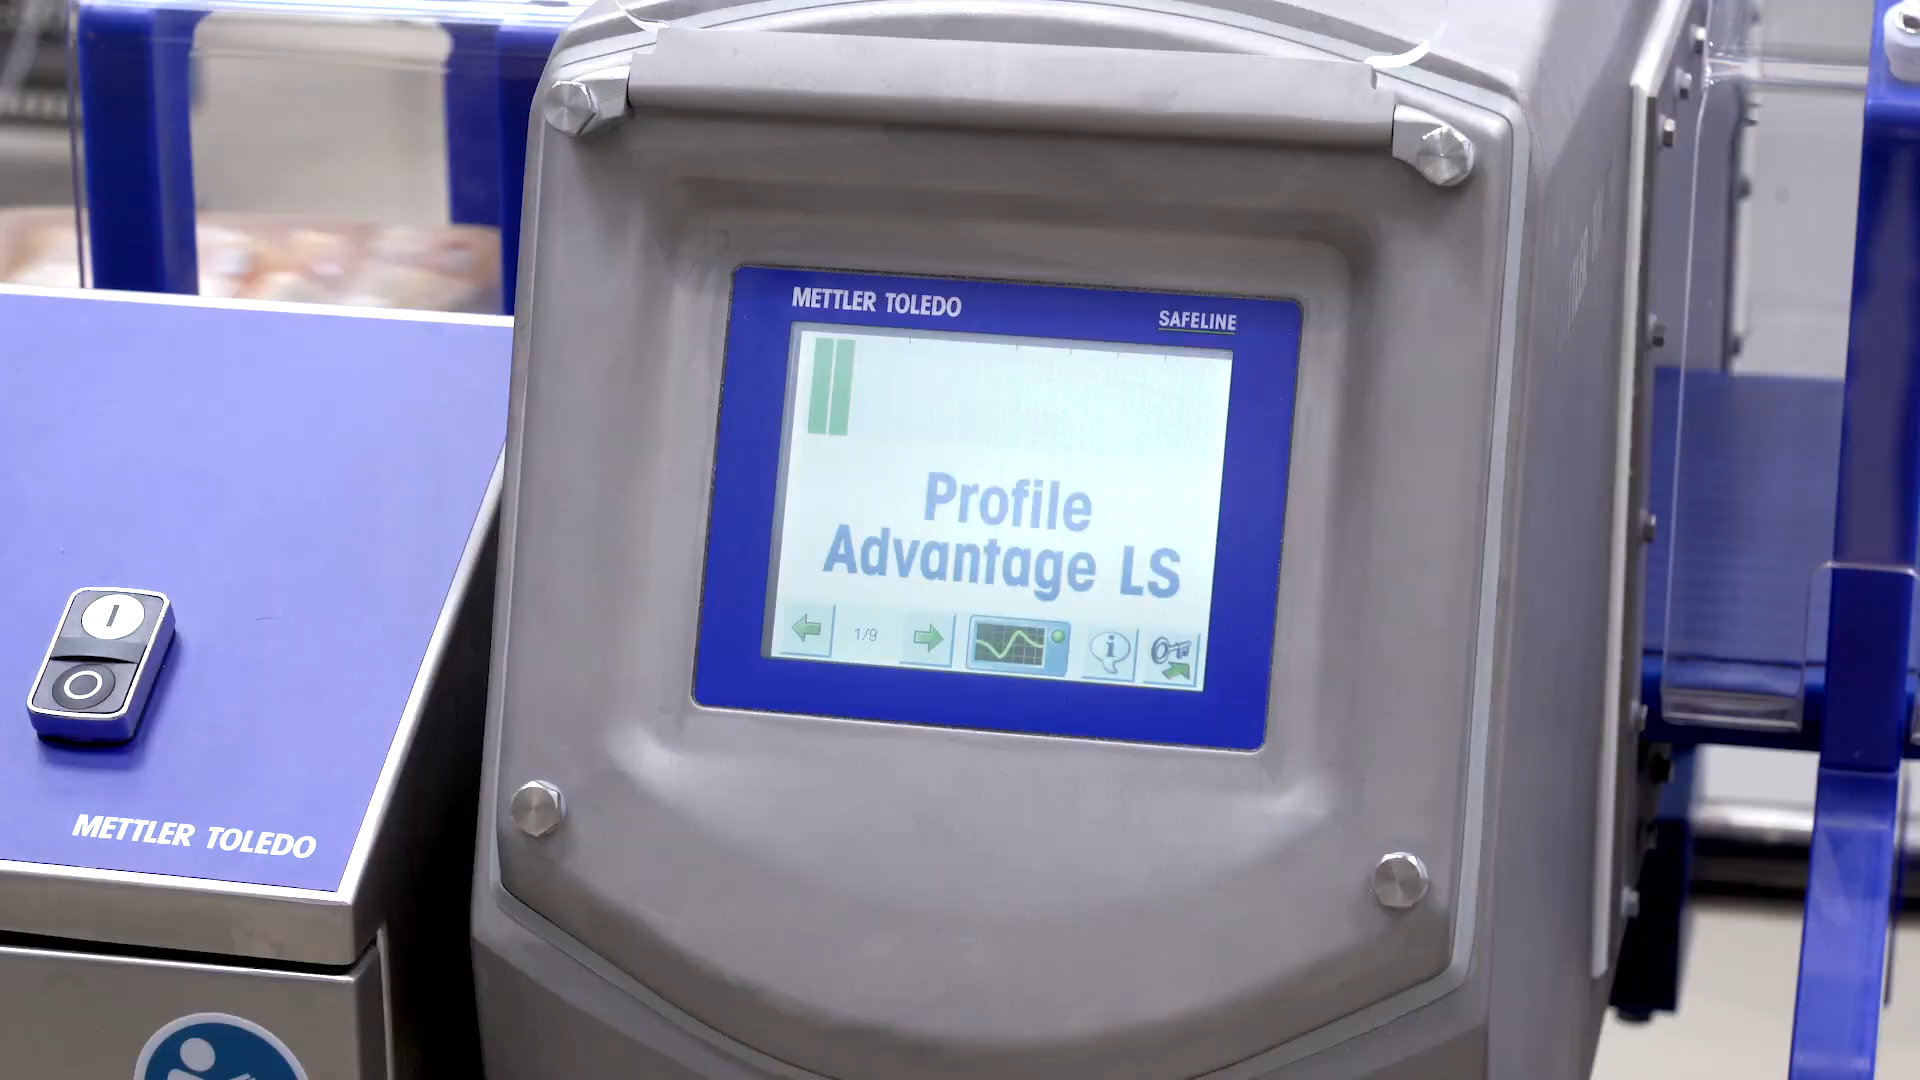 METTLER TOLEDO
SAFELINE
Profile
Advantage LS
1/9
i
METTLER TOLEDO